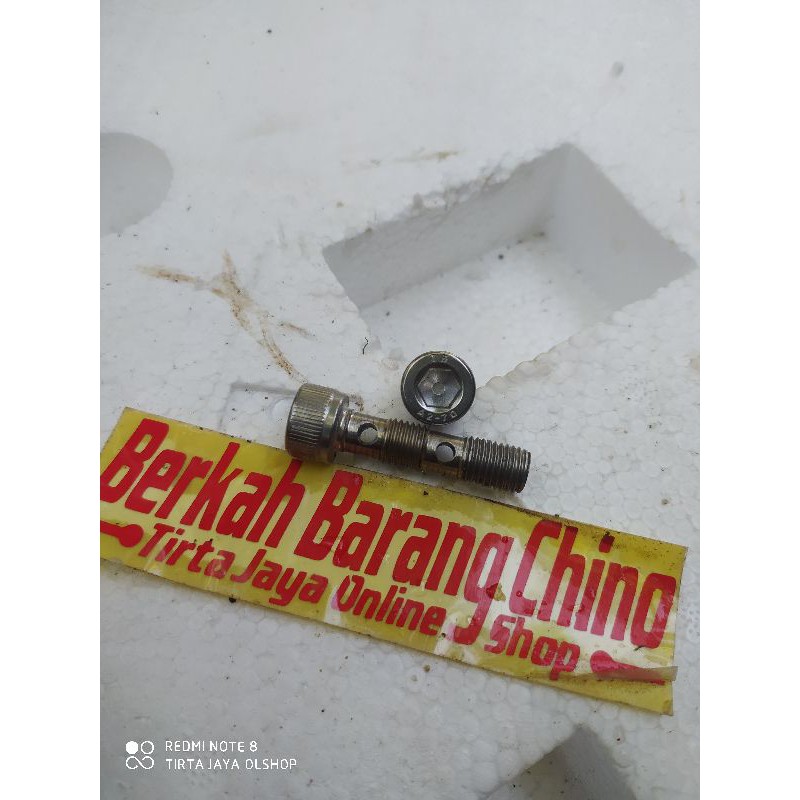 Berkah Barang Chino
Tirta Jaya Online Shop
REDMI NOTE 8
TIRTA JAYA OLSHOP